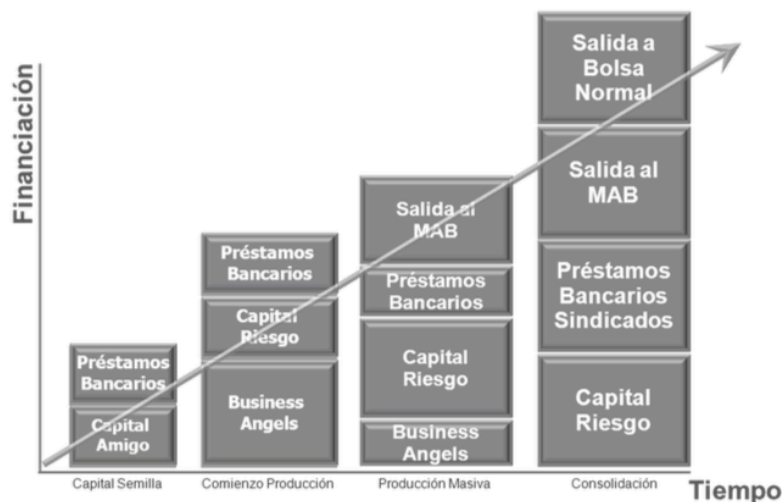 Financiación
Préstamos
Bancarios
Capital
Amigo
Préstamos
Bancarios
Capital
Riesgo
Business
Angels
Salida al
MAB
Préstamos
Bancarios
Capital
Riesgo
Business
Angels
Salida a
Bolsa
Normal
Salida al
MAB
Préstamos
Bancarios
Sindicados
Capital
Riesgo
Capital Semilla
Comienzo Producción
Producción Masiva
Consolidación
Tiempo